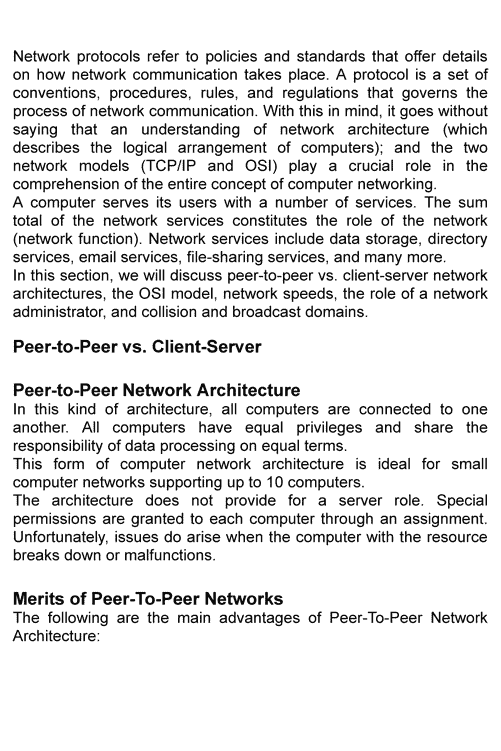 Network protocols refer to policies and standards that offer details
on how network communication takes place. A protocol is a set of
conventions, procedures, rules, and regulations that governs the
process of network communication. With this in mind, it goes without
saying that an understanding of network architecture (which
describes the logical arrangement of computers); and the two
network models (TCP/IP and OSI) play a crucial role in the
comprehension of the entire concept of computer networking.
A computer serves its users with a number of services. The sum
total of the network services constitutes the role of the network
(network function). Network services include data storage, directory
services, email services, file-sharing services, and many more.
In this section, we will discuss peer-to-peer vs. client-server network
architectures, the OSI model, network speeds, the role of a network
administrator, and collision and broadcast domains.
Peer-to-Peer vs. Client-Server
Peer-to-Peer Network Architecture
In this kind of architecture, all computers are connected to one
another. All computers have equal privileges and share the
responsibility of data processing on equal terms.
This form of computer network architecture is ideal for small
computer networks supporting up to 10 computers.
The architecture does not provide for a server role. Special
permissions are granted to each computer through an assignment.
Unfortunately, issues do arise when the computer with the resource
breaks down or malfunctions.
Merits of Peer-To-Peer Networks
The following are the main advantages of Peer-To-Peer Network
Architecture: